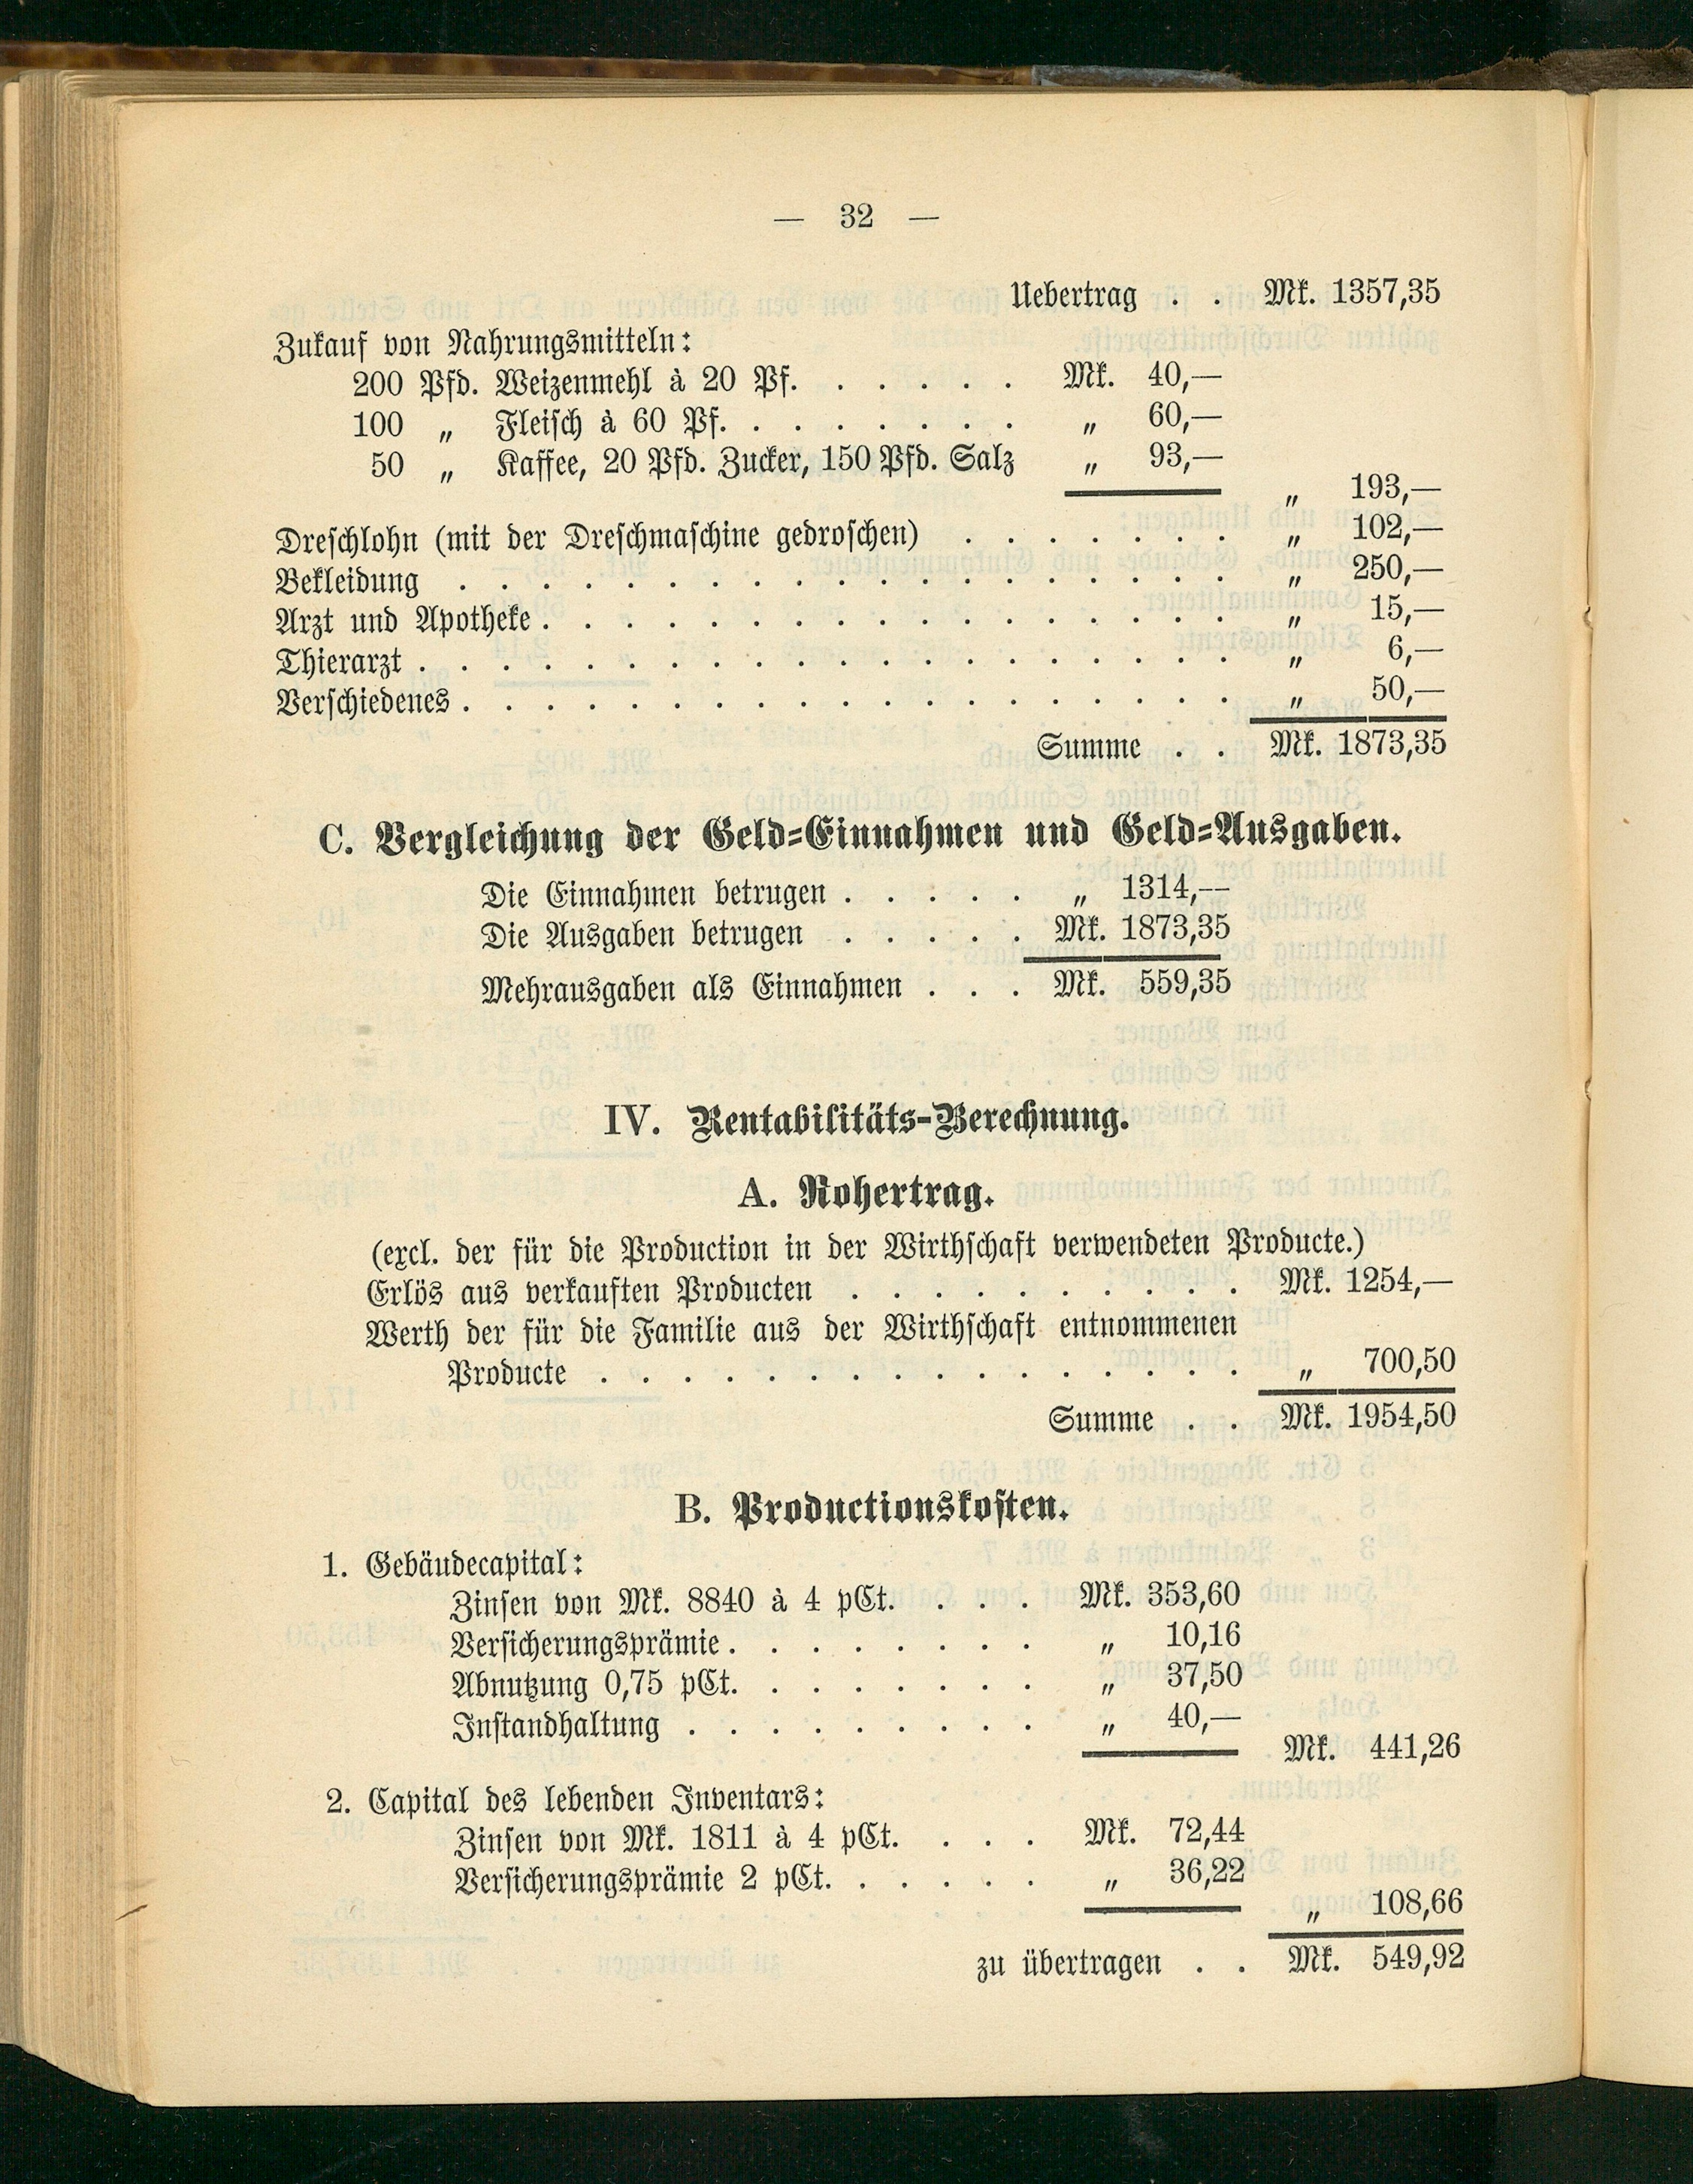 — 32 —
Uebertrag . . Mk. 1357,35
Zukauf von Nahrungsmitteln:
200 Pfd. Weizenmehl à 20 Pf. . . . . . Mk. 40,—
100 „ Fleisch à 60 Pf. . . . . . . . „ 60,—
50 „ Kaffee, 20 Pfd. Zucker, 150 Pfd. Salz „ 93,—
„ 193,—
Dreschlohn (mit der Dreschmaschine gedroschen) . . . . . . . „ 102,—
Bekleidung . . . . . . . . . . . . . . . . . . . „ 250,—
Arzt und Apotheke . . . . . . . . . . . . . . . . . „ 15,—
Thierarzt . . . . . . . . . . . . . . . . . . . . „ 6,—
Verschiedenes . . . . . . . . . . . . . . . . . . . „ 50,—
Summe . . Mk. 1873,35
C. Vergleichung der Geld=Einnahmen und Geld=Ausgaben.
Die Einnahmen betrugen . . . . . „ 1314,—
Die Ausgaben betrugen . . . . . Mk. 1873,35
Mehrausgaben als Einnahmen . . . Mk. 559,35
IV. Rentabilitäts-Berechnung.
A. Rohertrag.
(excl. der für die Production in der Wirthschaft verwendeten Producte.)
Erlös aus verkauften Producten . . . . . . . . . . Mk. 1254,—
Werth der für die Familie aus der Wirthschaft entnommenen
Producte . . . . . . . . . . . . . . . . „ 700,50
Summe . . Mk. 1954,50
B. Productionskosten.
1. Gebäudecapital:
Zinsen von Mk. 8840 à 4 pCt. . . . Mk. 353,60
Versicherungsprämie . . . . . . . . „ 10,16
Abnutzung 0,75 pCt. . . . . . . . „ 37,50
Instandhaltung . . . . . . . . . „ 40,—
Mk. 441,26
2. Capital des lebenden Inventars:
Zinsen von Mk. 1811 à 4 pCt. . . . Mk. 72,44
Versicherungsprämie 2 pCt. . . . . . „ 36,22
„ 108,66
zu übertragen . . Mk. 549,92